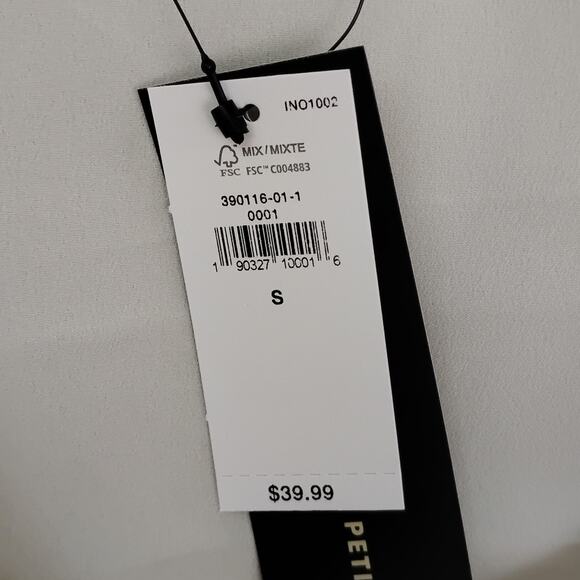 INO1002
MIX/MIXTE
FSC FSC™ C004883
390116-01-1
0001
1 90327 10001 6
S
$39.99
PETI